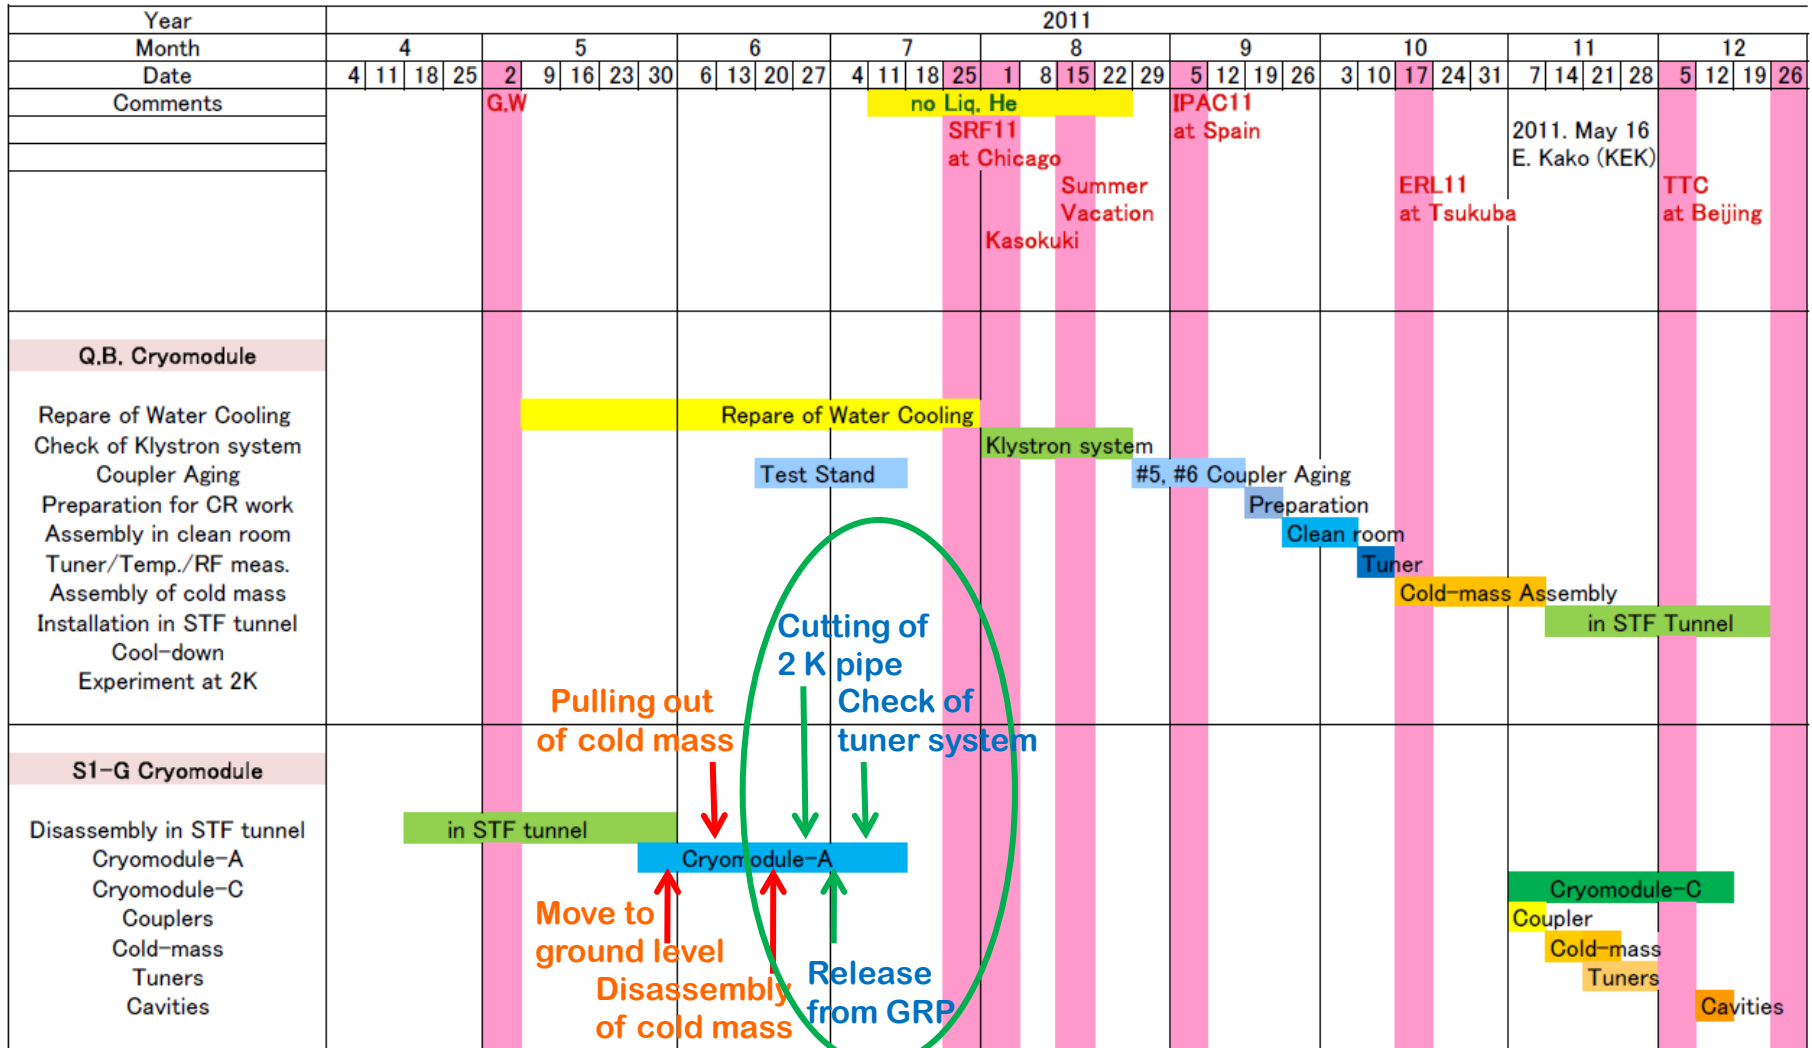 Year 2011
Month 4 5 6 7 8 9 10 11 12
Date 4 11 18 25 2 9 16 23 30 6 13 20 27 4 11 18 25 1 8 15 22 29 5 12 19 26 3 10 17 24 31 7 14 21 28 5 12 19 26
Comments G.W no Liq. He IPAC11
SRF11 at Spain 2011. May 16
at Chicago E. Kako (KEK)
Summer ERL11 TTC
Vacation at Tsukuba at Beijing
Kasokuki
Q.B. Cryomodule
Repare of Water Cooling Repare of Water Cooling
Check of Klystron system Klystron system
Coupler Aging Test Stand #5, #6 Coupler Aging
Preparation for CR work Preparation
Assembly in clean room Clean room
Tuner/Temp./RF meas. Tuner
Assembly of cold mass Cold-mass Assembly
Installation in STF tunnel in STF Tunnel
Cool-down
Experiment at 2K
Cutting of
2 K pipe
Pulling out
of cold mass
Check of
tuner system
S1-G Cryomodule
Disassembly in STF tunnel in STF tunnel
Cryomodule-A Cryomodule-A
Cryomodule-C Cryomodule-C
Couplers Coupler
Cold-mass Cold-mass
Tuners Tuners
Cavities Cavities
Move to
ground level
Disassembly
of cold mass
Release
from GRP